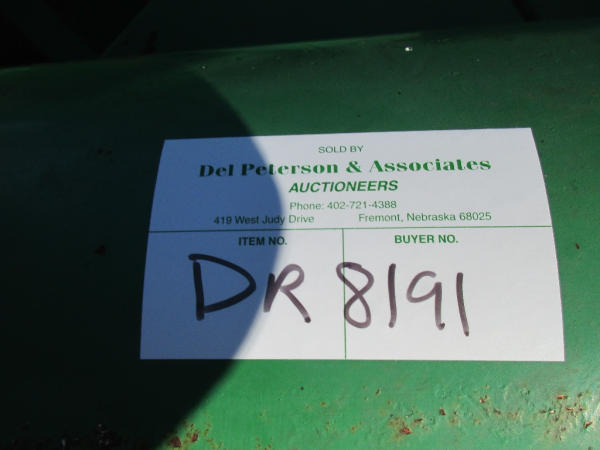 SOLD BY
Del Peterson & Associates
AUCTIONEERS
Phone: 402-721-4388
419 West Judy Drive Fremont, Nebraska 68025
ITEM NO. BUYER NO.
DR 8191